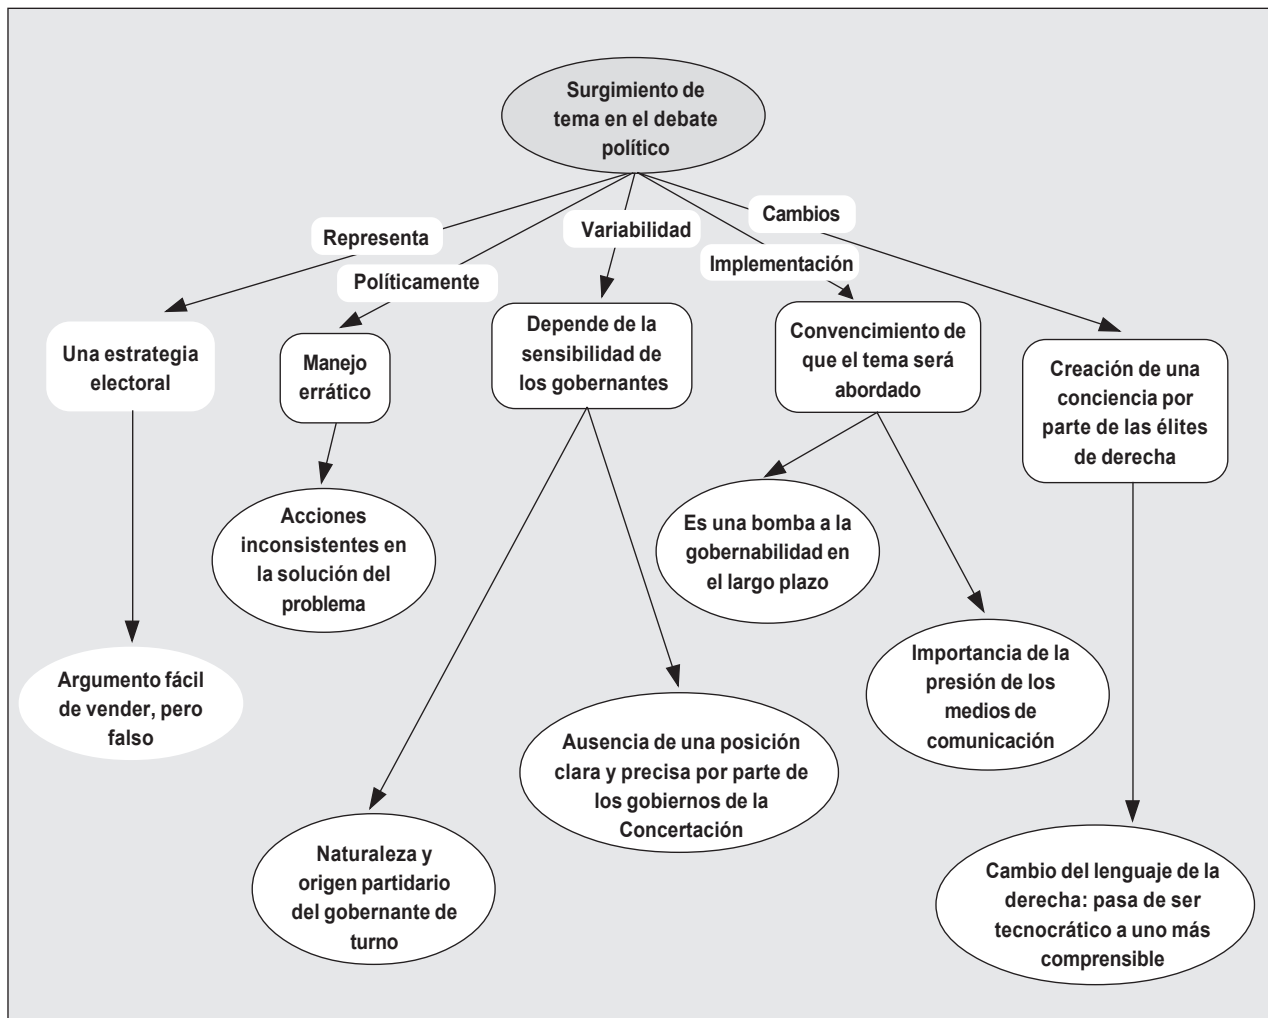 Surgimiento de
tema en el debate
político
Cambios
Variabilidad
Representa
Implementación
Políticamente
Depende de la
sensibilidad de
los gobernantes
Convencimiento de
que el tema será
abordado
Una estrategia
electoral
Manejo
errático
Creación de una
conciencia por
parte de las élites
de derecha
Acciones
inconsistentes en
la solución del
problema
Es una bomba a la
gobernabilidad en
el largo plazo
Argumento fácil
de vender, pero
falso
Importancia de la
presión de los
medios de
comunicación
Ausencia de una posición
clara y precisa por parte de
los gobiernos de la
Concertación
Naturaleza y
origen partidario
del gobernante de
turno
Cambio del lenguaje de la
derecha: pasa de ser
tecnocrático a uno más
comprensible